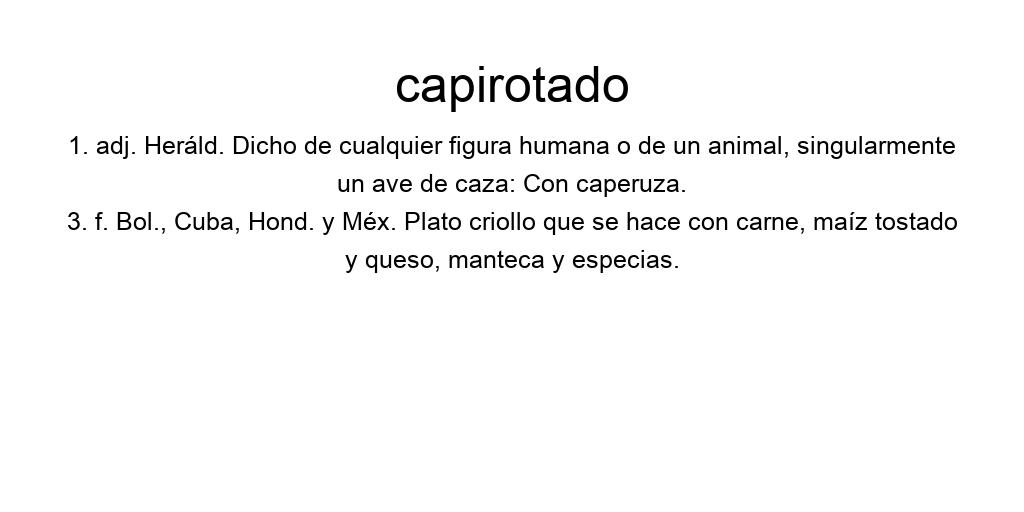 capirotado
1. adj. Heráld. Dicho de cualquier figura humana o de un animal, singularmente
un ave de caza: Con caperuza.
3. f. Bol., Cuba, Hond. y Méx. Plato criollo que se hace con carne, maíz tostado
y queso, manteca y especias.